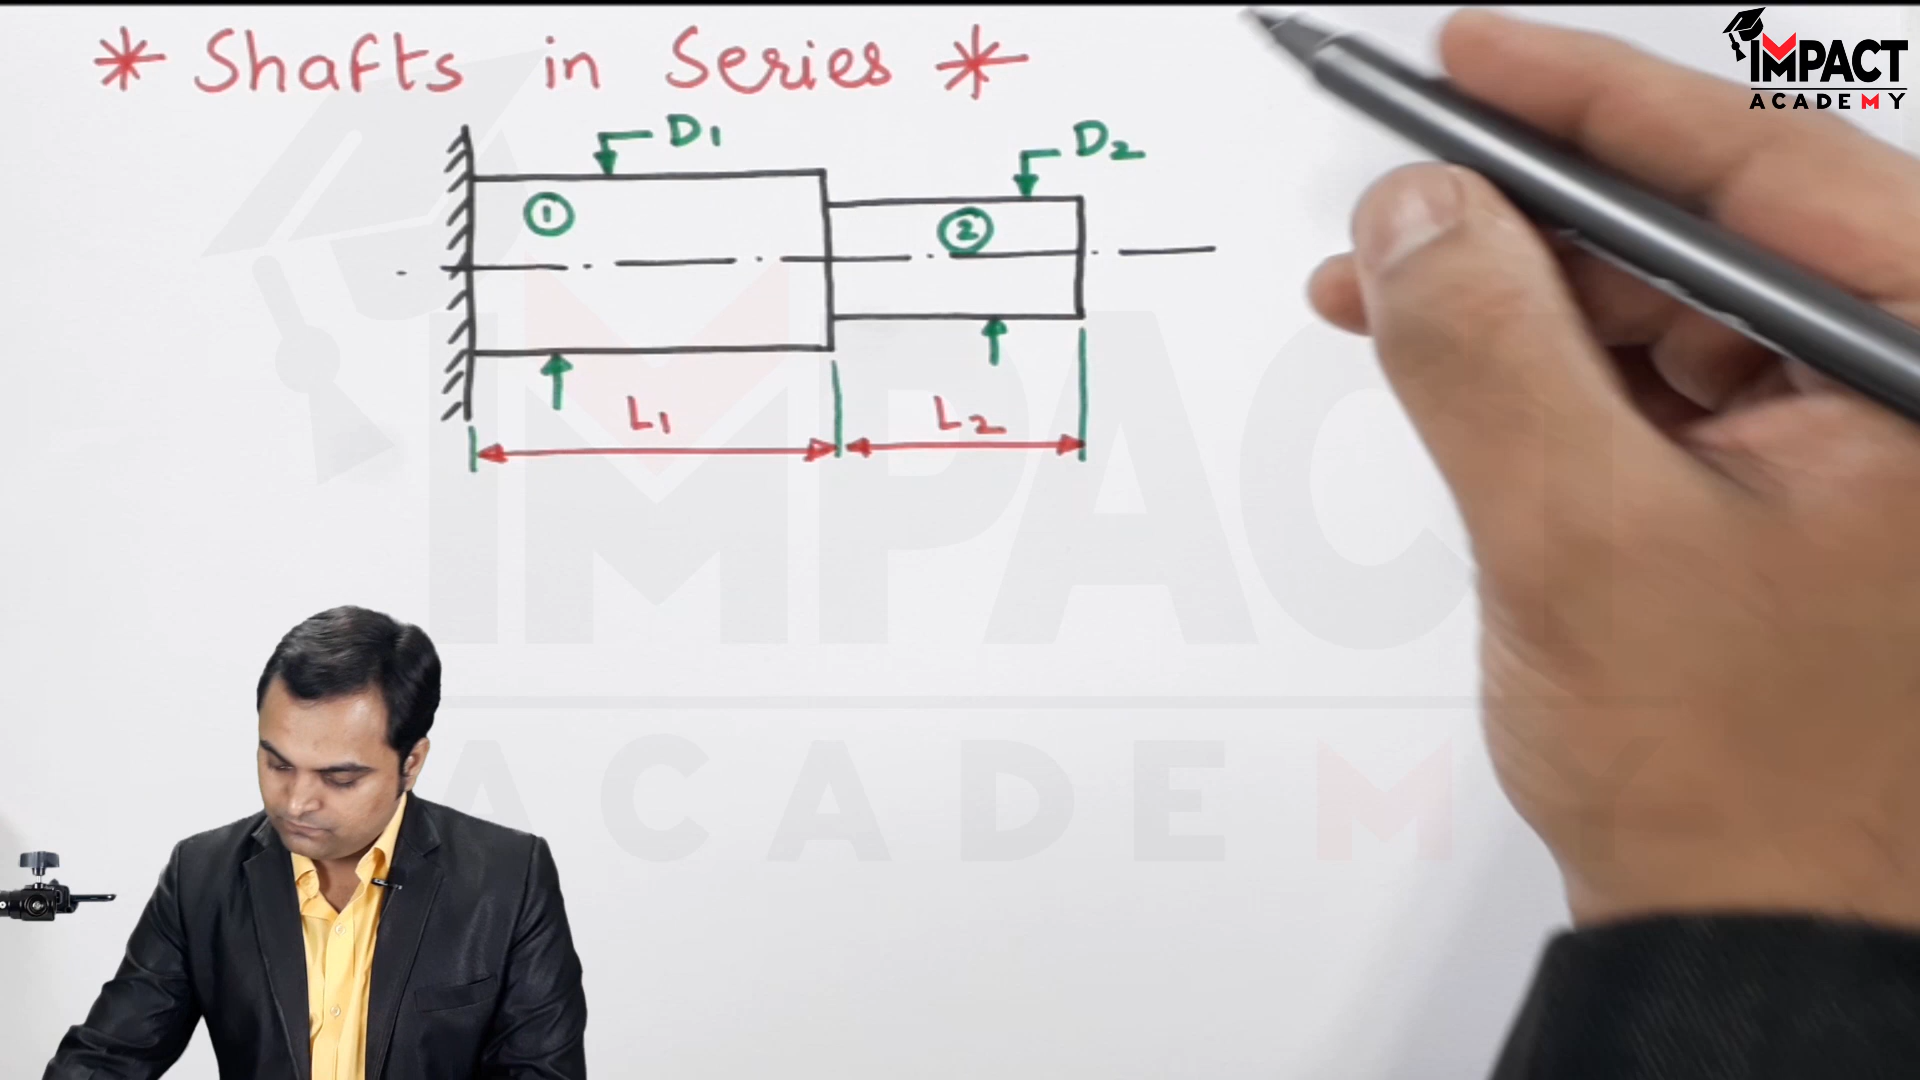 * Shafts in Series *
IMPACT
ACADEMY
D1
D2
1
2
L1
L2
IMPACT
ACADEMY